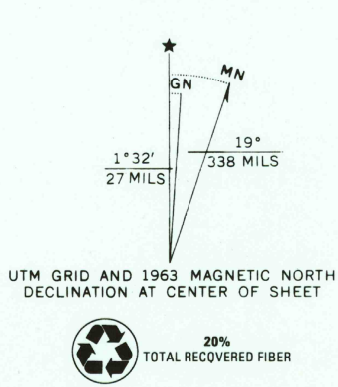 ★
MN
GN
1°32′
27 MILS
19°
338 MILS
UTM GRID AND 1963 MAGNETIC NORTH
DECLINATION AT CENTER OF SHEET
20%
TOTAL RECOVERED FIBER